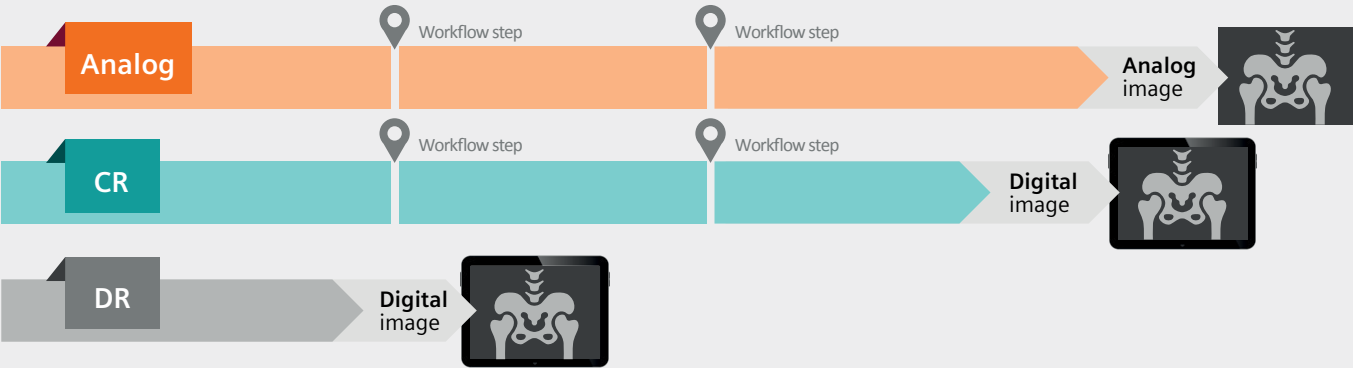 Workflow step
Workflow step
Analog
Analog
image
Workflow step
Workflow step
CR
Digital
image
DR
Digital
image